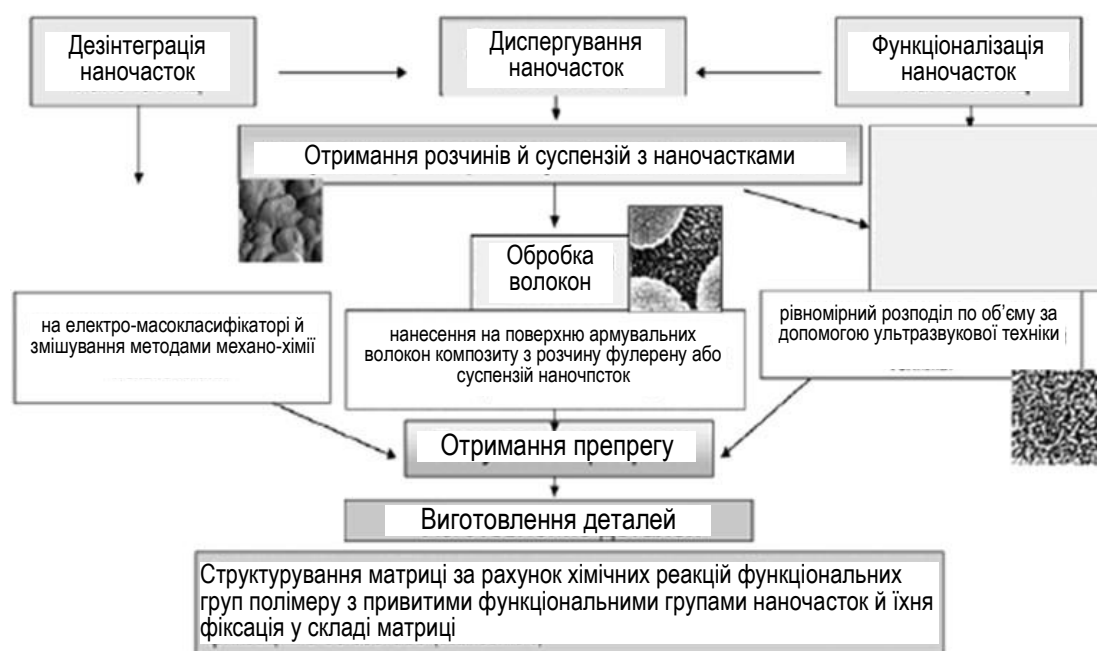 Дезінтеграція
наночасток
Диспергування
наночасток
Функціоналізація
наночасток
Отримання розчинів й суспензій з наночастками
Обробка
волокон
на електро-масокласифікаторі й
змішування методами механо-хімії
нанесення на поверхню армувальних
волокон композиту з розчину фулерену або
суспензій наночпсток
рівномірний розподіл по об’єму за
допомогою ультразвукової техніки
Отримання препрегу
Виготовлення деталей
Структурування матриці за рахунок хімічних реакцій функціональних
груп полімеру з привитими функціональними групами наночасток й їхня
фіксація у складі матриці